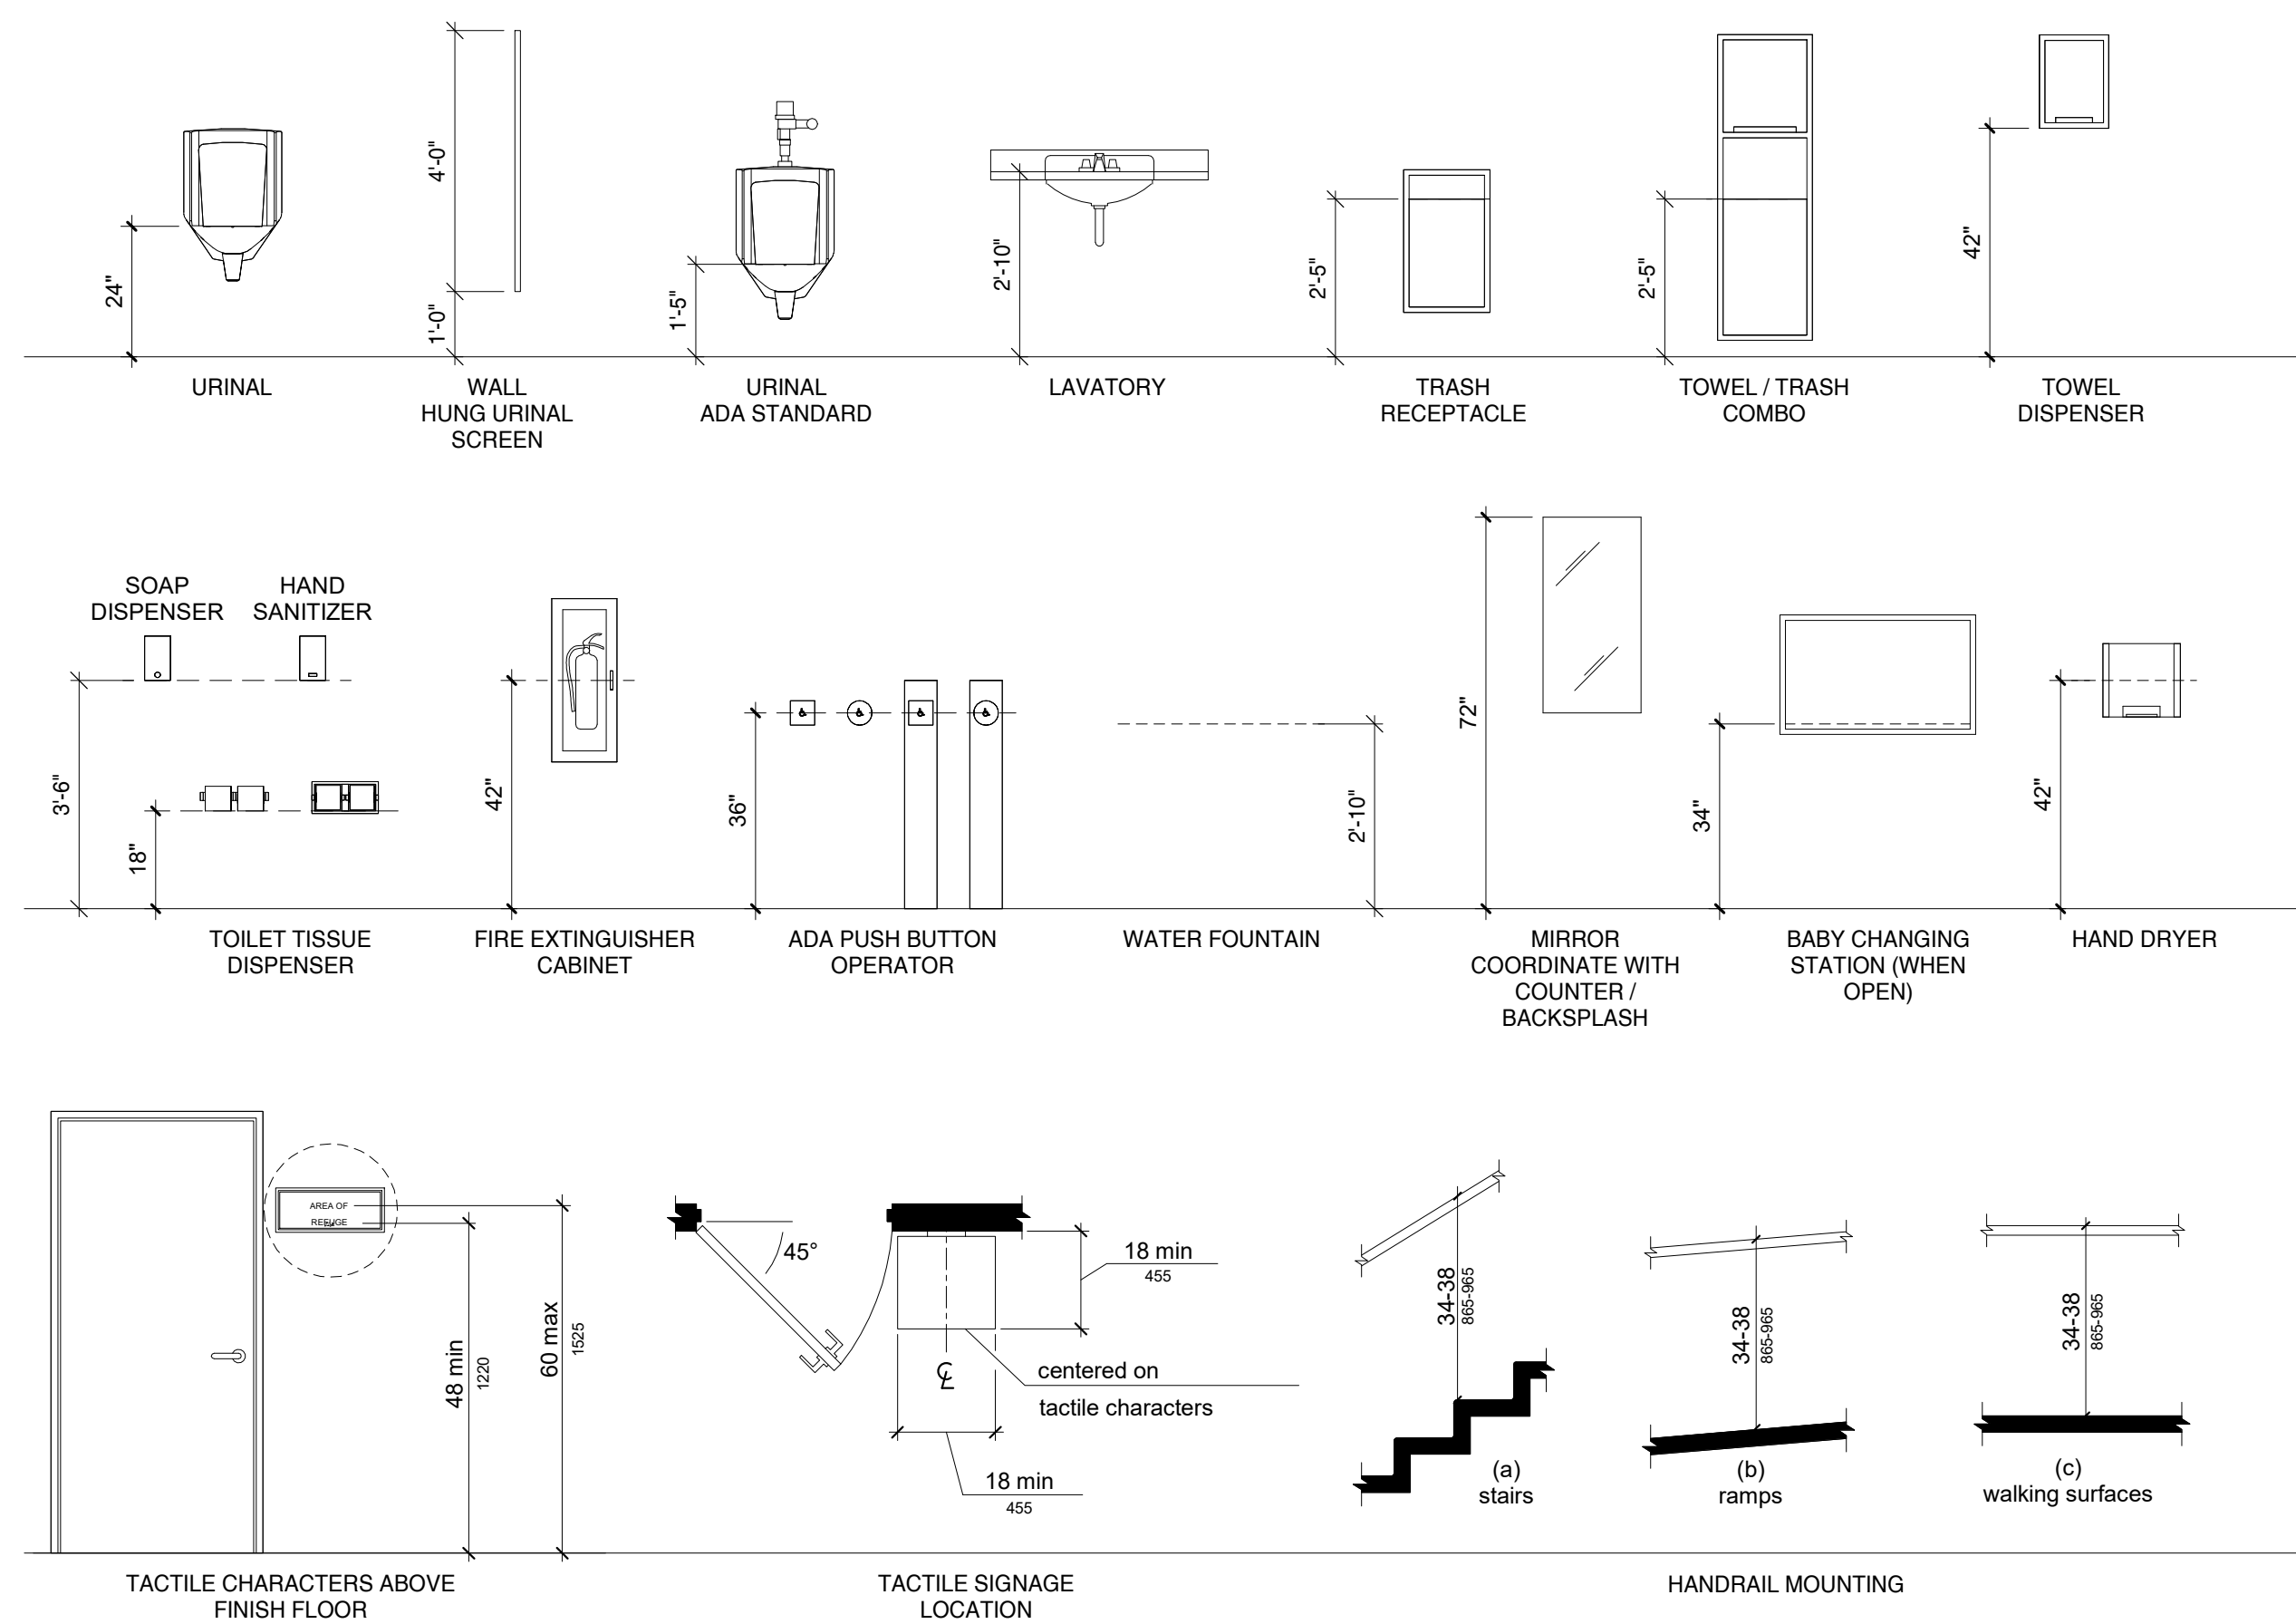 4'-0"
24"
1'-0"
1'-5"
2'-10"
2'-5"
2'-5"
42"
URINAL
WALL
HUNG URINAL
SCREEN
URINAL
ADA STANDARD
LAVATORY
TRASH
RECEPTACLE
TOWEL / TRASH
COMBO
TOWEL
DISPENSER
SOAP
DISPENSER
HAND
SANITIZER
3'-6"
18"
42"
36"
2'-10"
72"
34"
42"
TOILET TISSUE
DISPENSER
FIRE EXTINGUISHER
CABINET
ADA PUSH BUTTON
OPERATOR
WATER FOUNTAIN
MIRROR
COORDINATE WITH
COUNTER /
BACKSPLASH
BABY CHANGING
STATION (WHEN
OPEN)
HAND DRYER
AREA OF
REFUGE
48 min
1220
60 max
1525
45°
18 min
455
℄
centered on
tactile characters
18 min
455
34-38
865-965
(a)
stairs
34-38
865-965
(b)
ramps
34-38
865-965
(c)
walking surfaces
TACTILE CHARACTERS ABOVE
FINISH FLOOR
TACTILE SIGNAGE
LOCATION
HANDRAIL MOUNTING